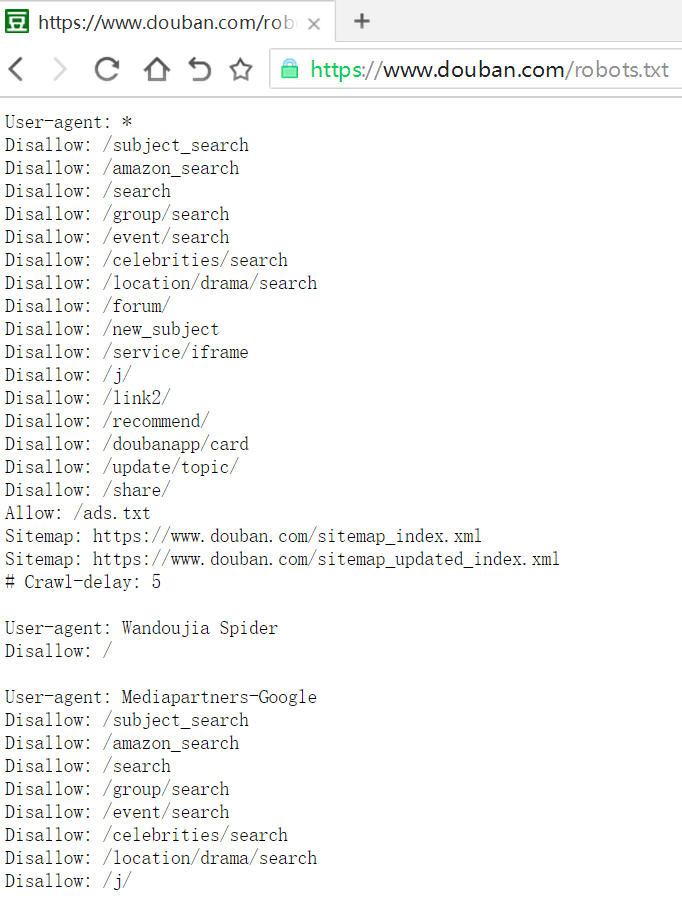 豆 https://www.douban.com/rob
https://www.douban.com/robots.txt
User-agent: *
Disallow: /subject_search
Disallow: /amazon_search
Disallow: /search
Disallow: /group/search
Disallow: /event/search
Disallow: /celebrities/search
Disallow: /location/drama/search
Disallow: /forum/
Disallow: /new_subject
Disallow: /service/iframe
Disallow: /j/
Disallow: /link2/
Disallow: /recommend/
Disallow: /doubanapp/card
Disallow: /update/topic/
Disallow: /share/
Allow: /ads.txt
Sitemap: https://www.douban.com/sitemap_index.xml
Sitemap: https://www.douban.com/sitemap_updated_index.xml
# Crawl-delay: 5
User-agent: Wandoujia Spider
Disallow: /
User-agent: Mediapartners-Google
Disallow: /subject_search
Disallow: /amazon_search
Disallow: /search
Disallow: /group/search
Disallow: /event/search
Disallow: /celebrities/search
Disallow: /location/drama/search
Disallow: /j/